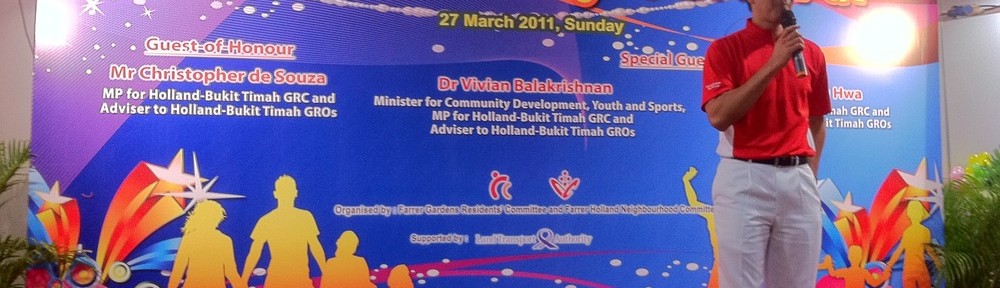 27 March 2011, Sunday
Guest-of-Honour
Mr Christopher de Souza
MP for Holland-Bukit Timah GRC and
Adviser to Holland-Bukit Timah GROs
Special Gue
Dr Vivian Balakrishnan
Minister for Community Development, Youth and Sports,
MP for Holland-Bukit Timah GRC and
Adviser to Holland-Bukit Timah GROs
Hwa
C and
it Timah GROs
Organised by : Farrer Gardens Residents' Committee and Farrer Holland Neighbourhood Committee
Supported by : Land Transport Authority